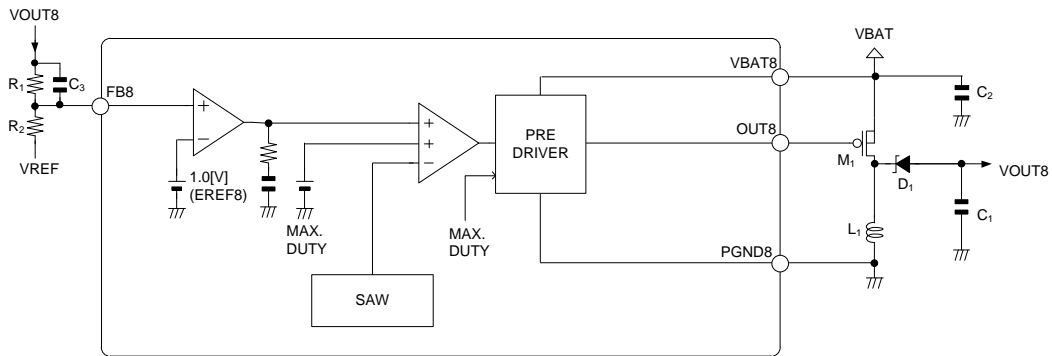 VOUT8
R1
C3
R2
VREF
FB8
+
−
1.0[V]
(EREF8)
+
+
−
MAX.
DUTY
SAW
MAX.
DUTY
PRE
DRIVER
VBAT8
OUT8
PGND8
VBAT
C2
M1
D1
VOUT8
L1
C1